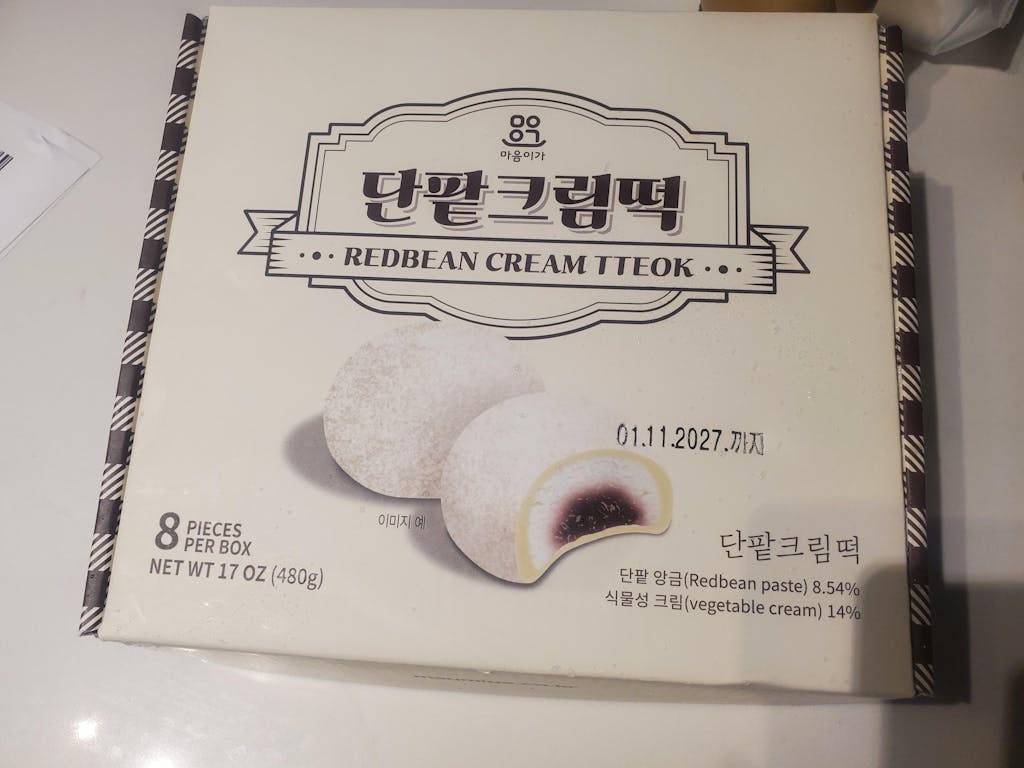 마음이가
단팥크림떡
REDBEAN CREAM TTEOK
01.11.2027.까지
이미지 예
8 PIECES
PER BOX
NET WT 17 OZ (480g)
단팥크림떡
단팥 앙금(Redbean paste) 8.54%
식물성 크림(vegetable cream) 14%